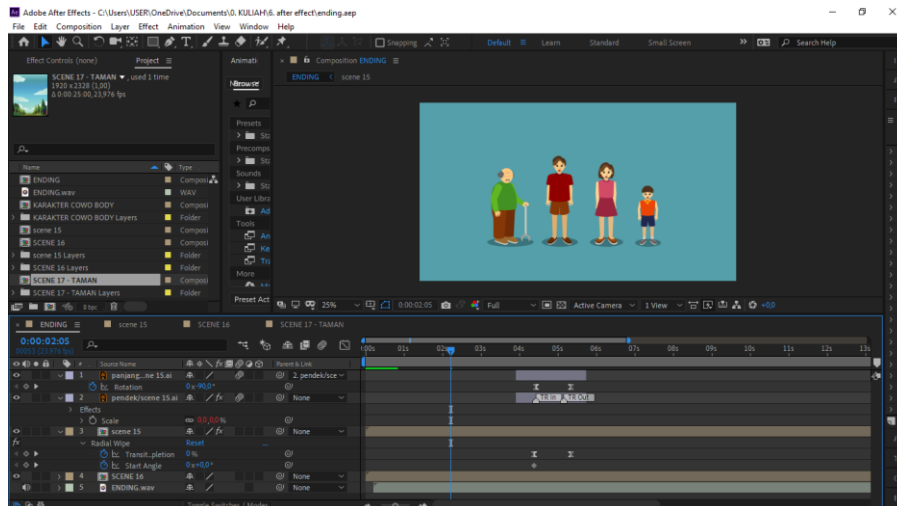 Adobe After Effects - C:\Users\USER\OneDrive\Documents\0. KULIAH\6. after effect\ending.aep
File Edit Composition Layer Effect Animation View Window Help
Snapping Default Learn Standard Small Screen Search Help
Effect Controls (none) Project Animati Composition ENDING
SCENE 17 - TAMAN , used 1 time
1920 x 2328 (1,00)
Δ 0:00:25:00, 23,976 fps
ENDING scene 15
Presets
Precomps
Sounds
User Libra
Ad
Tools
An
Ke
Tra
More
Preset Act
Name Type
ENDING Composi
ENDING.wav WAV
KARAKTER COWO BODY Composi
KARAKTER COWO BODY Layers Folder
scene 15 Composi
SCENE 16 Composi
scene 15 Layers Folder
SCENE 16 Layers Folder
SCENE 17 - TAMAN Composi
SCENE 17 - TAMAN Layers Folder
25% 0:00:02:05 Full Active Camera 1 View +0,0
ENDING scene 15 SCENE 16 SCENE 17 - TAMAN
0:00:02:05
:00s 01s 02s 03s 04s 05s 06s 07s 08s 09s 10s 11s 12s 13s
# Source Name Parent & Link
1 panjang...ne 15.ai 2. pendek/sce
Rotation 0x-90,0°
2 pendek/scene 15.ai None TR In TR Out
Effects
Scale 0,0,0,0 %
3 scene 15 None
Radial Wipe Reset
Transit...pletion 0 %
Start Angle 0x+0,0°
4 SCENE 16 None
5 ENDING.wav None
Toggle Switches / Modes